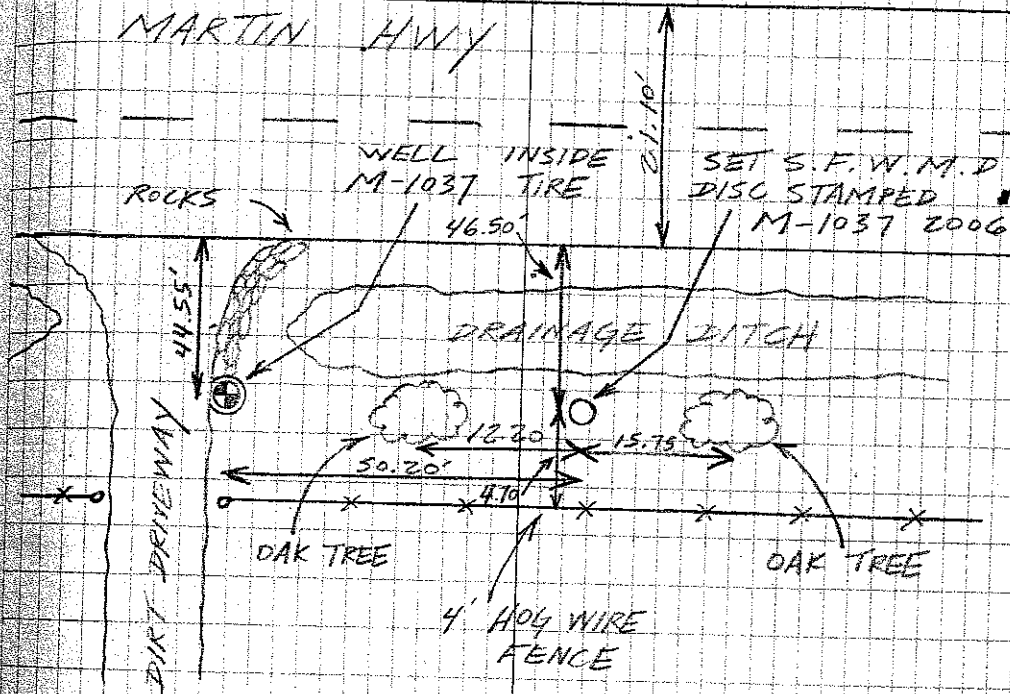 MARTIN HWY
21.10'
WELL INSIDE
M-1037 TIRE
SET S.F.W.M.D
DISC STAMPED
M-1037 2006
ROCKS
46.50'
44.55'
DRAINAGE DITCH
12.20
15.75
50.20'
4.70
DIRT DRIVEWAY
OAK TREE
OAK TREE
4' HOG WIRE
FENCE